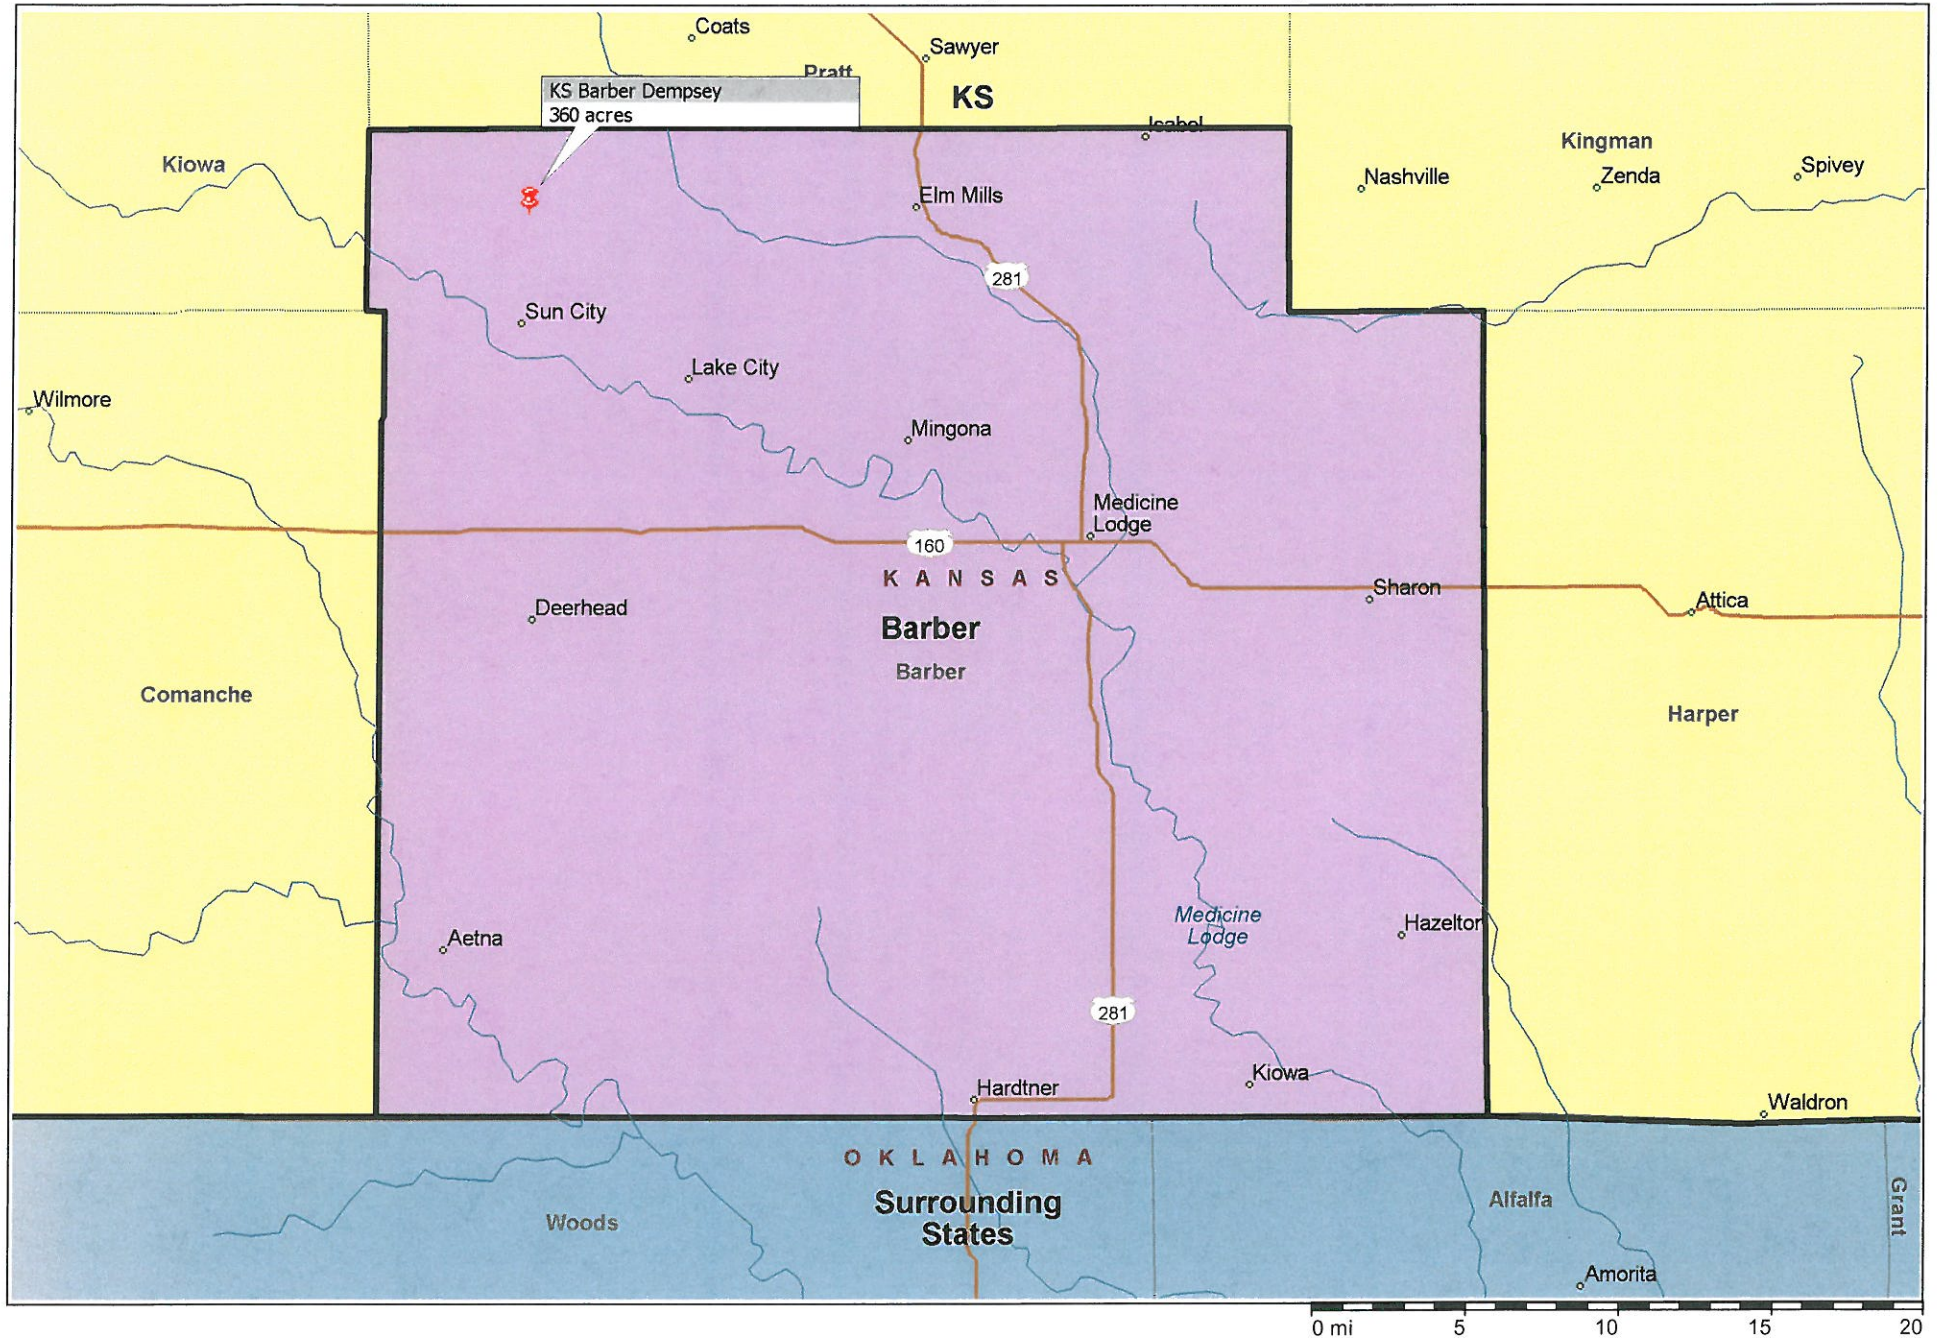 Coats
Sawyer
Pratt
KS
KS Barber Dempsey
360 acres
Isabel
Kiowa
Kingman
Nashville
Zenda
Spivey
Elm Mills
281
Sun City
Lake City
Wilmore
Mingona
Medicine
Lodge
160
KANSAS
Sharon
Attica
Deerhead
Barber
Barber
Comanche
Harper
Medicine
Lodge
Hazelton
Aetna
281
Kiowa
Hardtner
Waldron
OKLAHOMA
Surrounding
States
Woods
Alfalfa
Grant
Amorita
0 mi 5 10 15 20